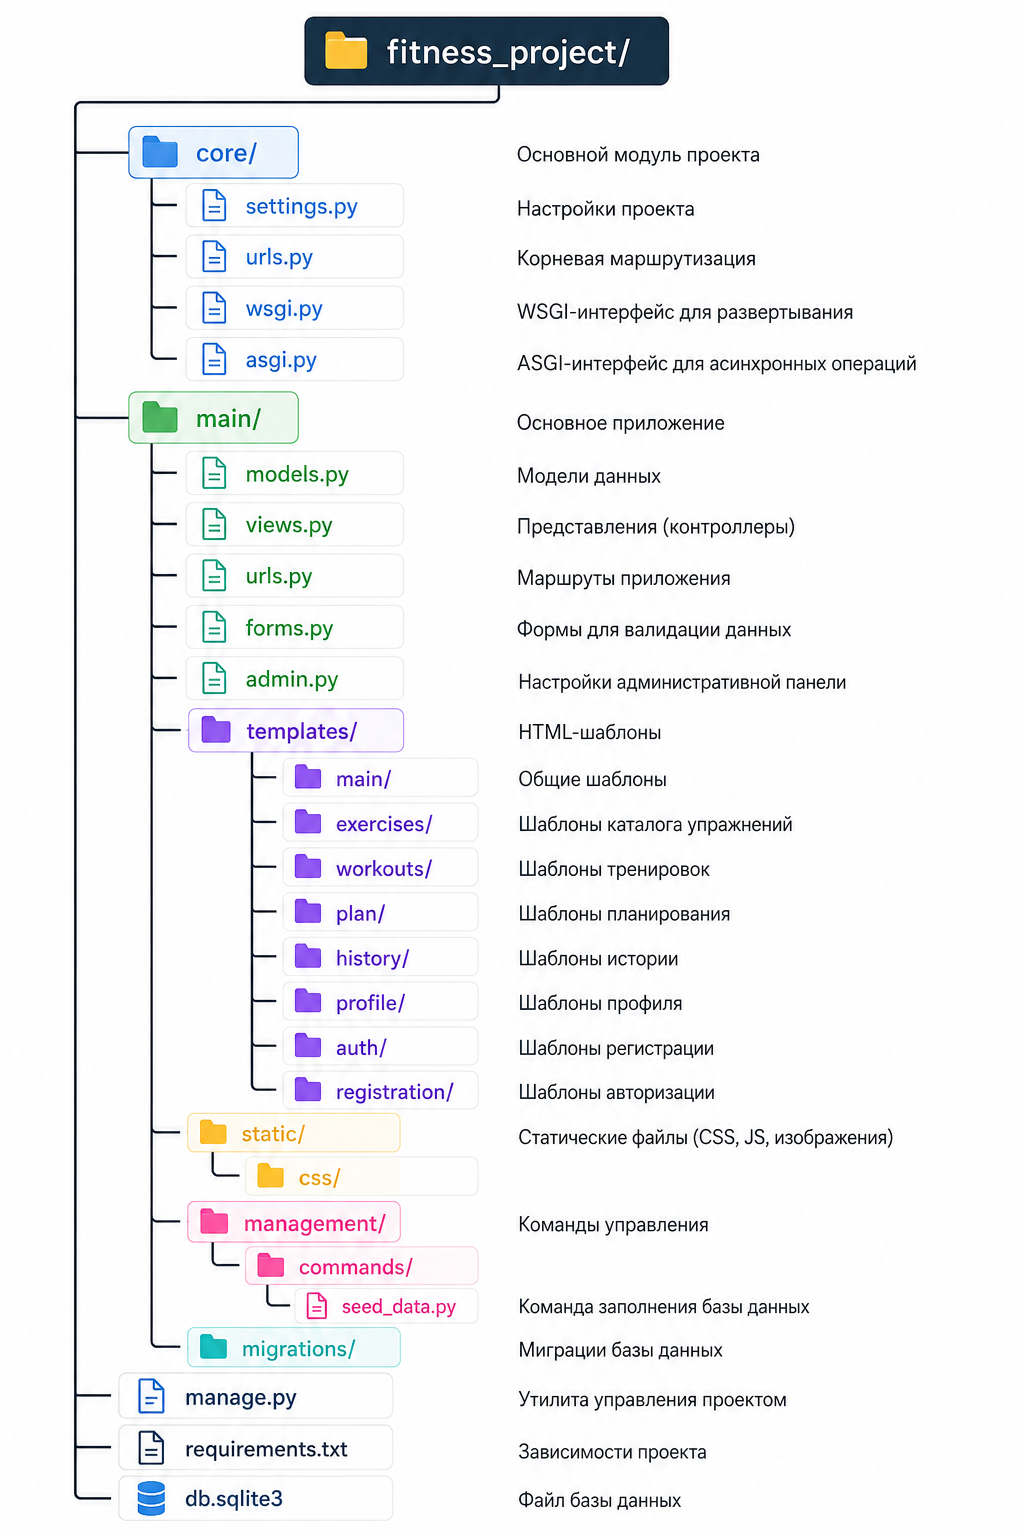 fitness_project/
core/ Основной модуль проекта
settings.py Настройки проекта
urls.py Корневая маршрутизация
wsgi.py WSGI-интерфейс для развертывания
asgi.py ASGI-интерфейс для асинхронных операций
main/ Основное приложение
models.py Модели данных
views.py Представления (контроллеры)
urls.py Маршруты приложения
forms.py Формы для валидации данных
admin.py Настройки административной панели
templates/ HTML-шаблоны
main/ Общие шаблоны
exercises/ Шаблоны каталога упражнений
workouts/ Шаблоны тренировок
plan/ Шаблоны планирования
history/ Шаблоны истории
profile/ Шаблоны профиля
auth/ Шаблоны регистрации
registration/ Шаблоны авторизации
static/ Статические файлы (CSS, JS, изображения)
css/
management/ Команды управления
commands/
seed_data.py Команда заполнения базы данных
migrations/ Миграции базы данных
manage.py Утилита управления проектом
requirements.txt Зависимости проекта
db.sqlite3 Файл базы данных